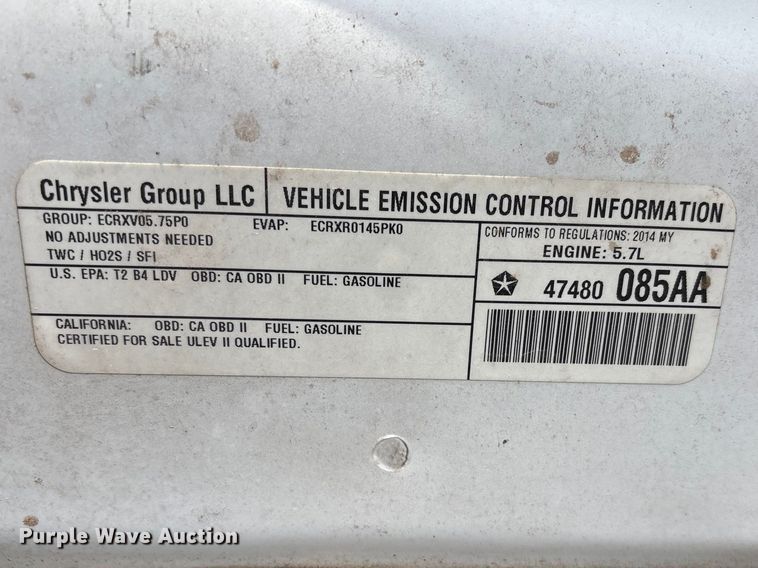 Chrysler Group LLC
VEHICLE EMISSION CONTROL INFORMATION
GROUP: ECRXV05.75P0 EVAP: ECRXR0145PK0
NO ADJUSTMENTS NEEDED
TWC / HO2S / SFI
CONFORMS TO REGULATIONS: 2014 MY
ENGINE: 5.7L
U.S. EPA: T2 B4 LDV OBD: CA OBD II FUEL: GASOLINE
47480 085AA
CALIFORNIA: OBD: CA OBD II FUEL: GASOLINE
CERTIFIED FOR SALE ULEV II QUALIFIED.
Purple Wave Auction